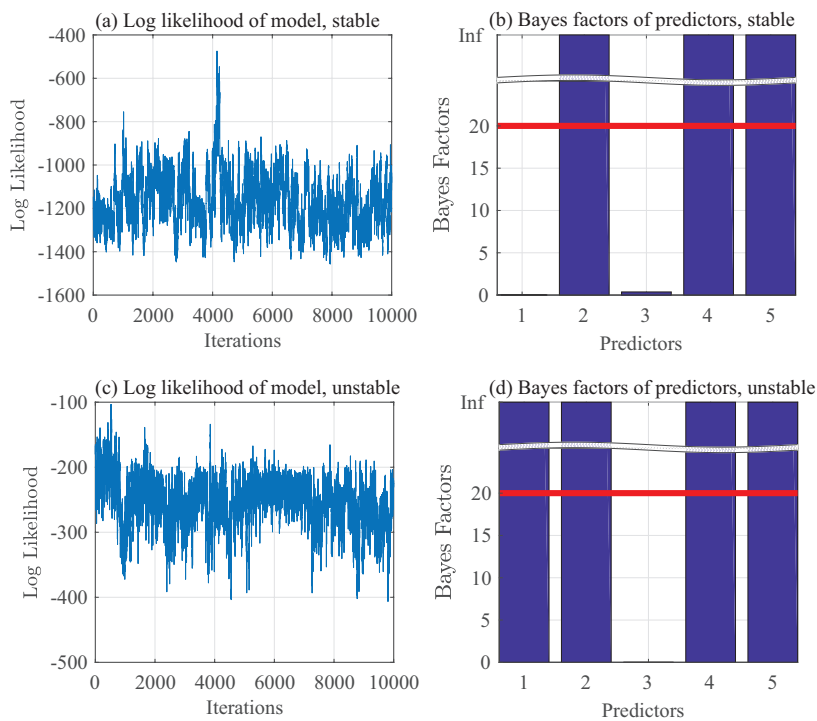 (a) Log likelihood of model, stable
-400
-600
-800
-1000
-1200
-1400
-1600
0 2000 4000 6000 8000 10000
Log Likelihood
Iterations
(b) Bayes factors of predictors, stable
Inf
20
15
10
5
0
1 2 3 4 5
Bayes Factors
Predictors
(c) Log likelihood of model, unstable
-100
-200
-300
-400
-500
0 2000 4000 6000 8000 10000
Log Likelihood
Iterations
(d) Bayes factors of predictors, unstable
Inf
20
15
10
5
0
1 2 3 4 5
Bayes Factors
Predictors